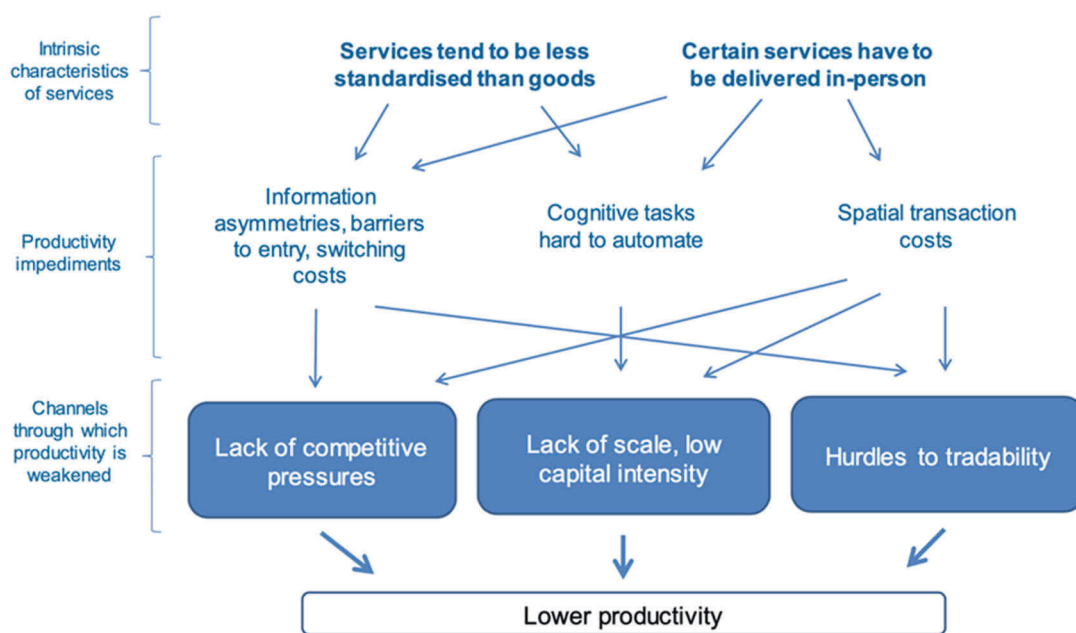 Intrinsic
characteristics
of services
Services tend to be less
standardised than goods
Certain services have to
be delivered in-person
Productivity
impediments
Information
asymmetries, barriers
to entry, switching
costs
Cognitive tasks
hard to automate
Spatial transaction
costs
Channels
through which
productivity is
weakened
Lack of competitive
pressures
Lack of scale, low
capital intensity
Hurdles to tradability
Lower productivity